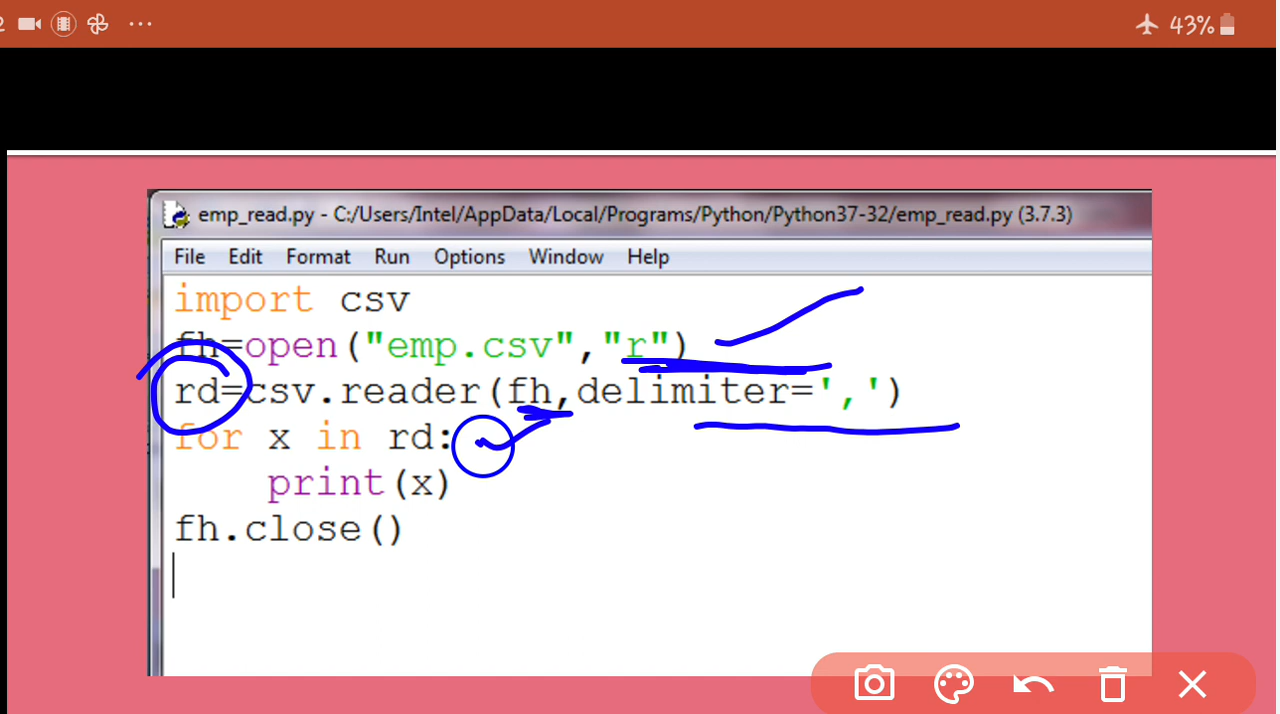 2 ... 43%
emp_read.py - C:/Users/Intel/AppData/Local/Programs/Python/Python37-32/emp_read.py (3.7.3)
File Edit Format Run Options Window Help
import csv
fh=open("emp.csv","r")
rd=csv.reader(fh,delimiter=',')
for x in rd:
    print(x)
fh.close()